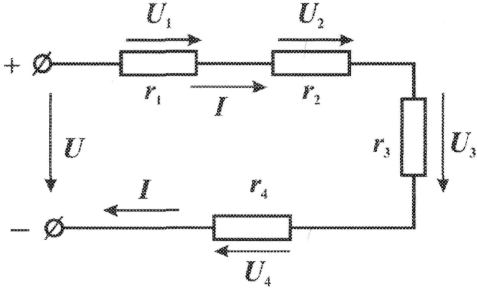 U₁ U₂
+
r₁ I r₂
U r₃ U₃
I r₄
−
U₄